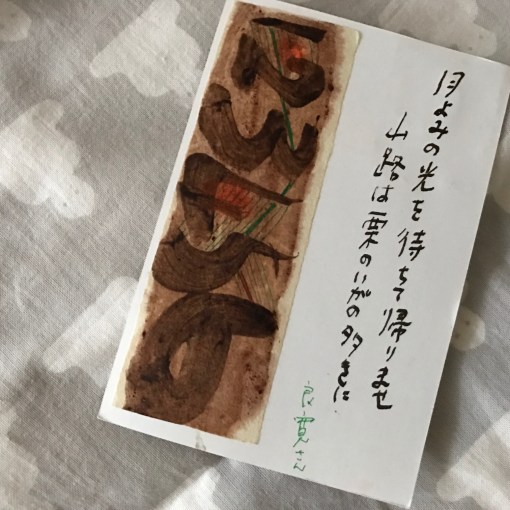 月よみの光を待ちて帰りませ
山路は栗のいがの多きに
良寛さん